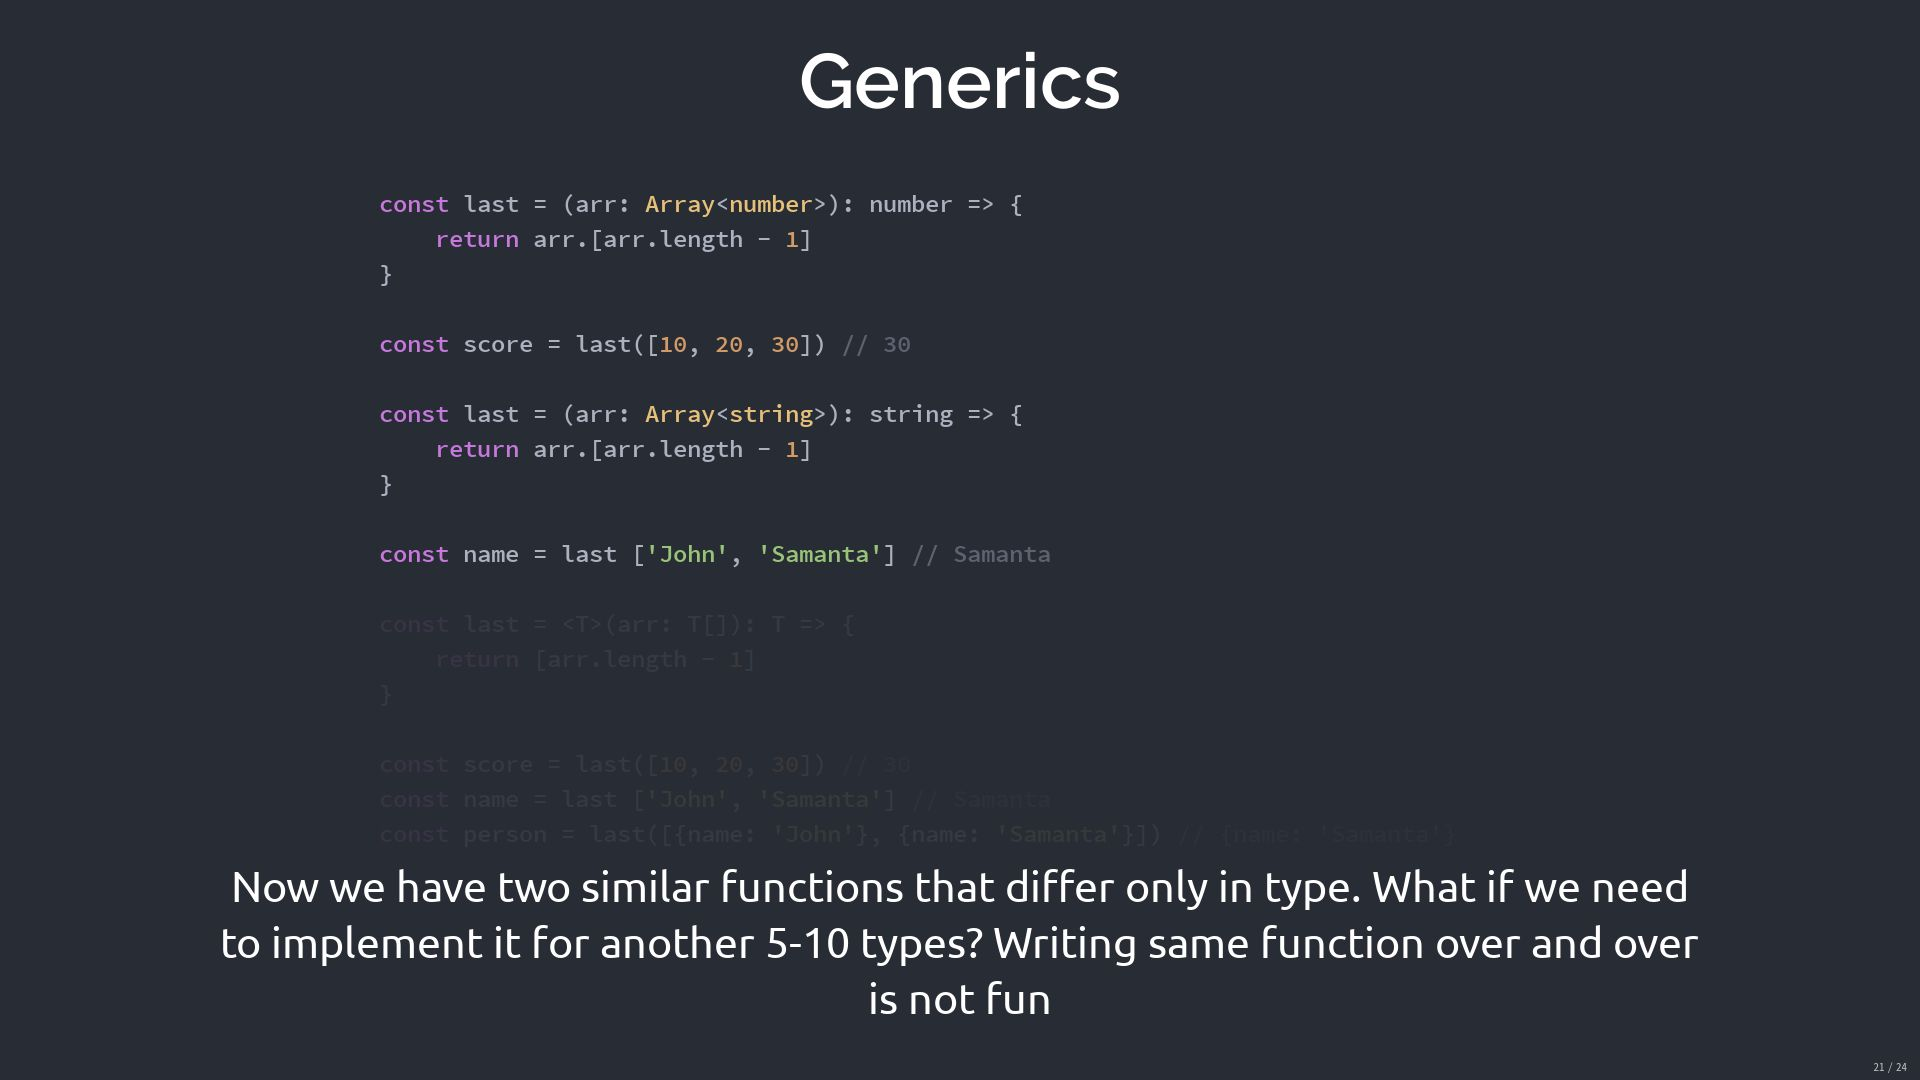 Generics
const last = (arr: Array<number>): number => {
    return arr.[arr.length - 1]
}
const score = last([10, 20, 30]) // 30
const last = (arr: Array<string>): string => {
    return arr.[arr.length - 1]
}
const name = last ['John', 'Samanta'] // Samanta
const last = <T>(arr: T[]): T => {
    return [arr.length - 1]
}
const score = last([10, 20, 30]) // 30
const name = last ['John', 'Samanta'] // Samanta
const person = last([{name: 'John'}, {name: 'Samanta'}]) // {name: 'Samanta'}
Now we have two similar functions that differ only in type. What if we need
to implement it for another 5-10 types? Writing same function over and over
is not fun
21 / 24